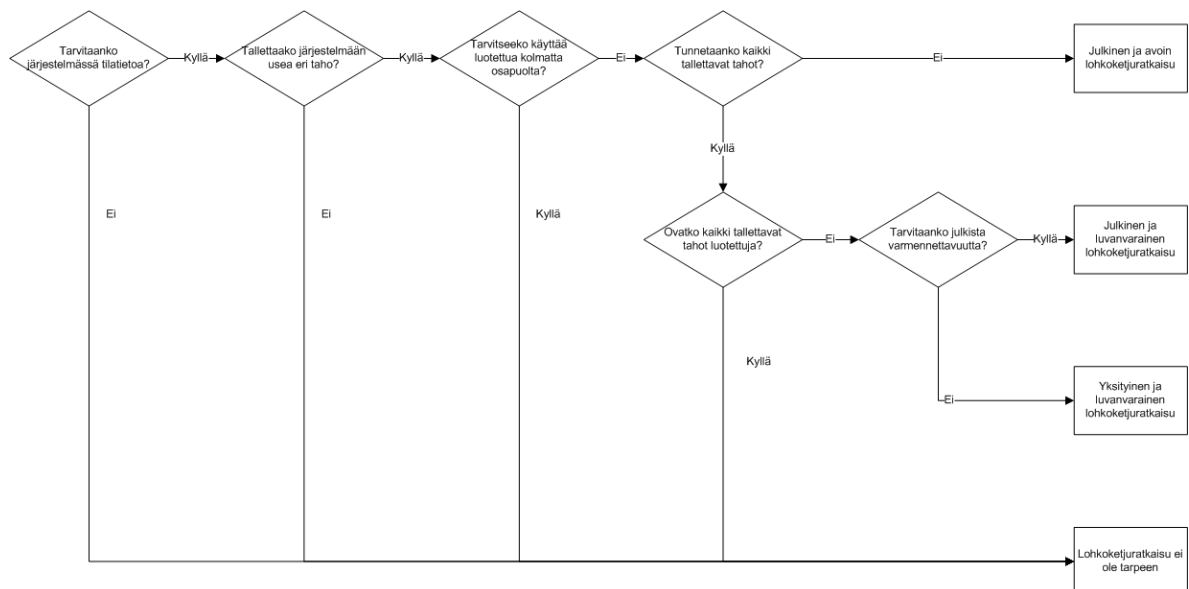 Tarvitaanko
järjestelmässä tilatietoa?
Kyllä
Tallettaako järjestelmään
usea eri taho?
Kyllä
Tarvitseeko käyttää
luotettua kolmatta
osapuolta?
Ei
Tunnetaanko kaikki
tallettavat tahot?
Ei
Julkinen ja avoin
lohkoketjuratkaisu
Kyllä
Ei
Ei
Kyllä
Ovatko kaikki tallettavat
tahot luotettuja?
Ei
Tarvitaanko julkista
varmennettavuutta?
Kyllä
Julkinen ja
luvanvarainen
lohkoketjuratkaisu
Kyllä
Ei
Yksityinen ja
luvanvarainen
lohkoketjuratkaisu
Lohkoketjuratkaisu ei
ole tarpeen